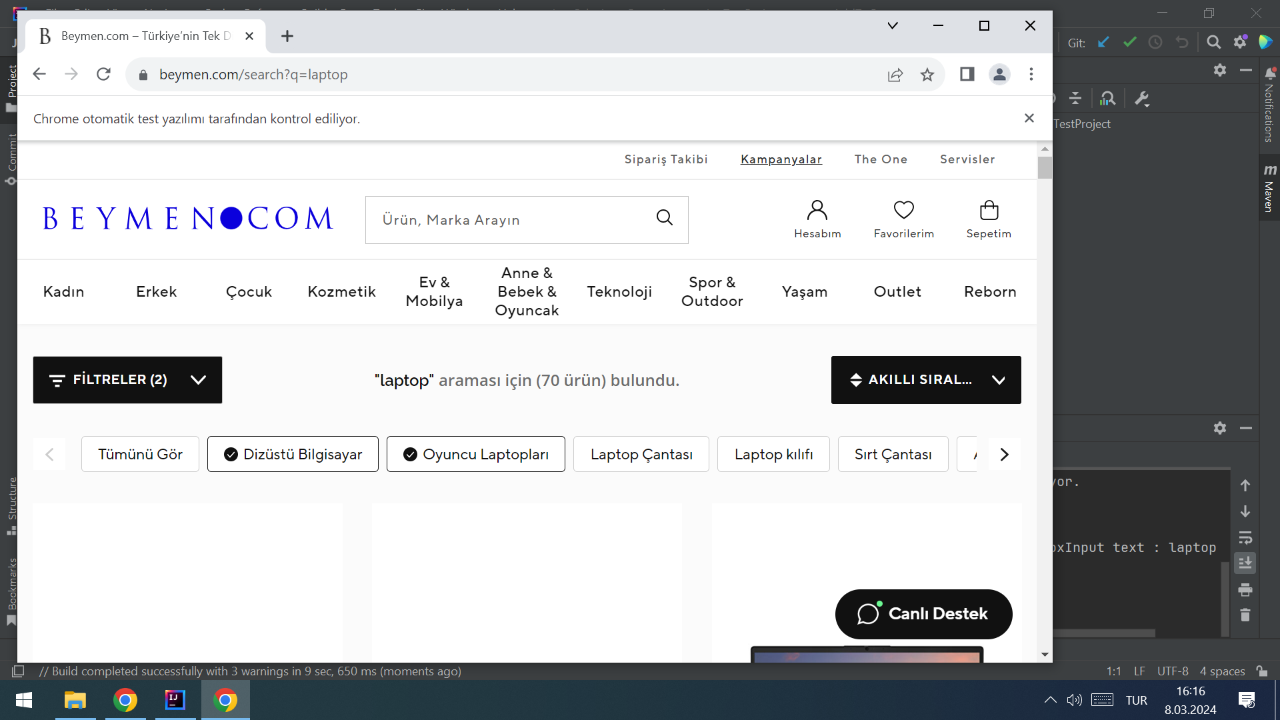 Beymen.com – Türkiye'nin Tek D
beymen.com/search?q=laptop
Git:
Chrome otomatik test yazılımı tarafından kontrol ediliyor.
TestProject
Project
Commit
Structure
Bookmarks
Notifications
m Maven
Sipariş Takibi Kampanyalar The One Servisler
BEYMEN COM
Ürün, Marka Arayın
Hesabım Favorilerim Sepetim
Kadın Erkek Çocuk Kozmetik Ev & Mobilya Anne & Bebek & Oyuncak Teknoloji Spor & Outdoor Yaşam Outlet Reborn
FİLTRELER (2)
"laptop" araması için (70 ürün) bulundu.
AKILLI SIRAL...
Tümünü Gör Dizüstü Bilgisayar Oyuncu Laptopları Laptop Çantası Laptop kılıfı Sırt Çantası
Canlı Destek
text : laptop
// Build completed successfully with 3 warnings in 9 sec, 650 ms (moments ago)
1:1 LF UTF-8 4 spaces
TUR
16:16
8.03.2024